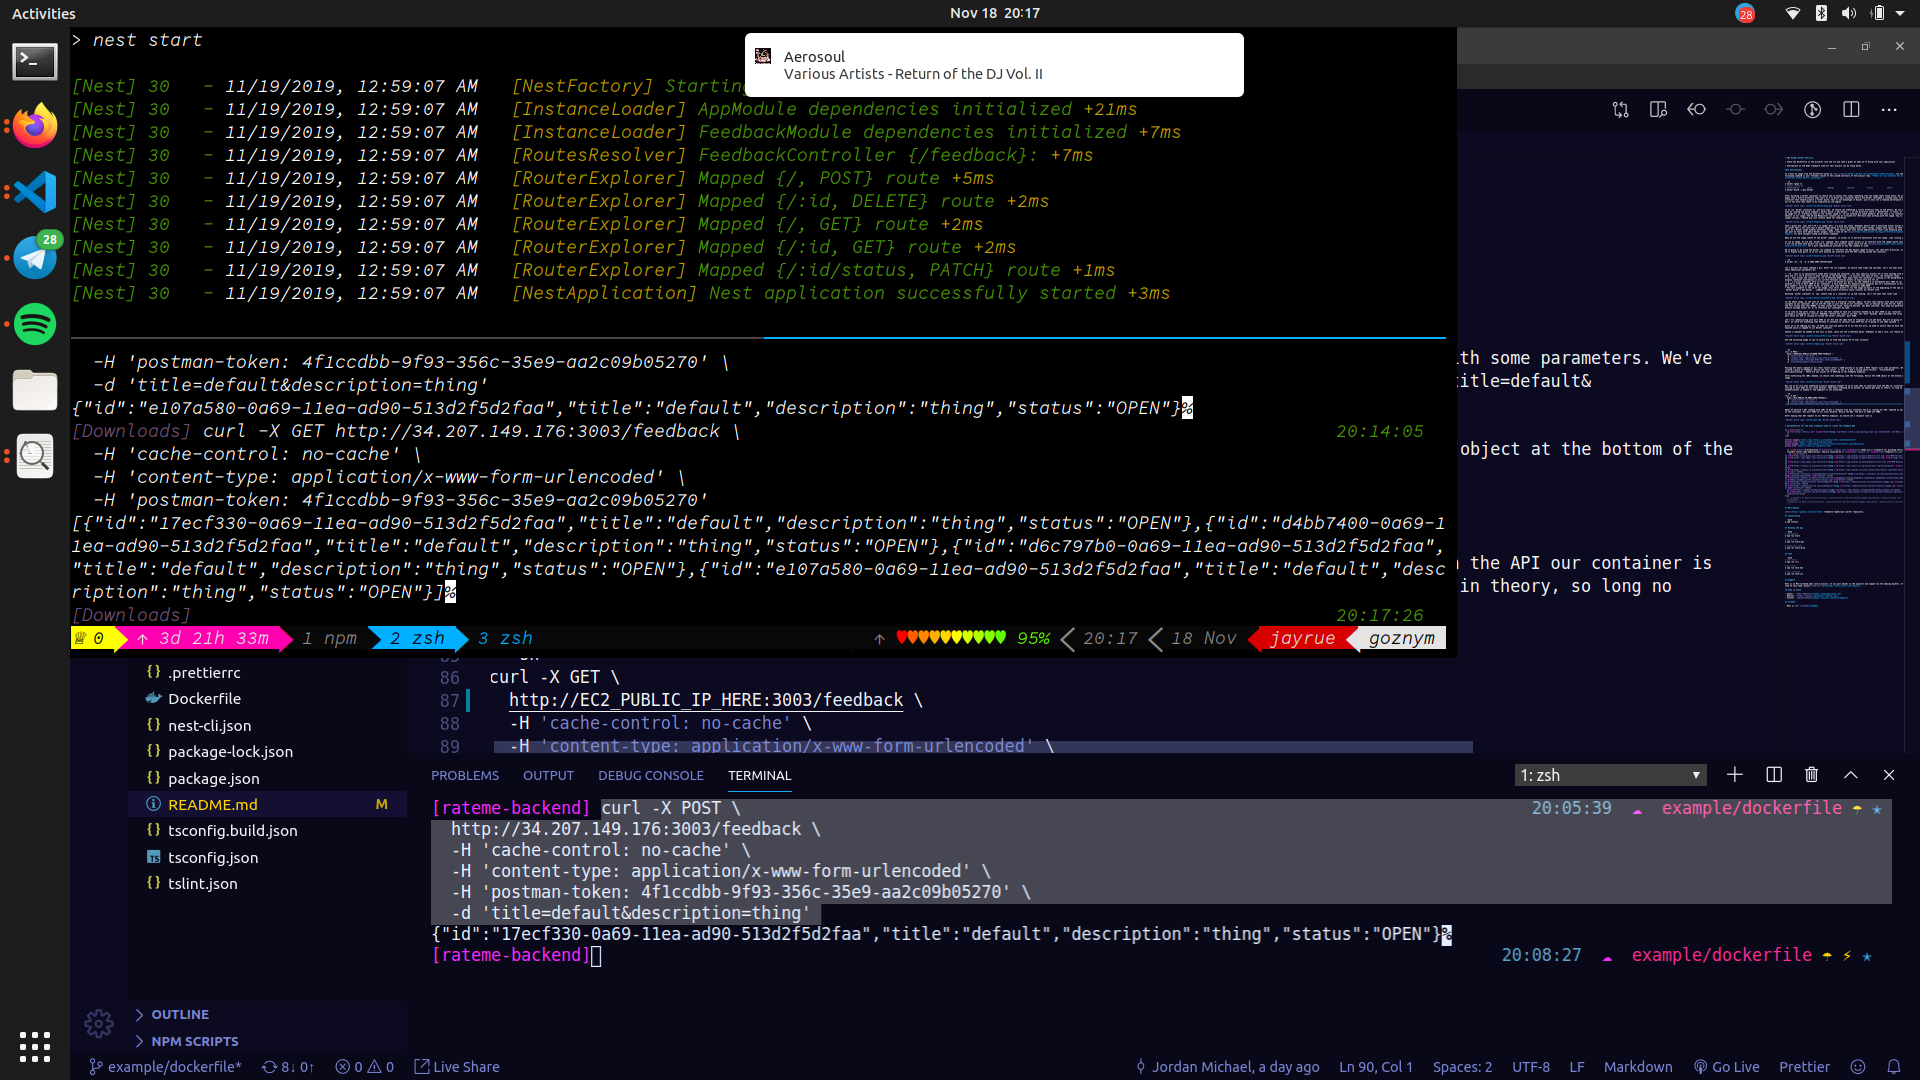 Activities
Nov 18 20:17
28
> nest start
Aerosoul
Various Artists - Return of the DJ Vol. II
[Nest] 30 - 11/19/2019, 12:59:07 AM [NestFactory] Starting
[Nest] 30 - 11/19/2019, 12:59:07 AM [InstanceLoader] AppModule dependencies initialized +21ms
[Nest] 30 - 11/19/2019, 12:59:07 AM [InstanceLoader] FeedbackModule dependencies initialized +7ms
[Nest] 30 - 11/19/2019, 12:59:07 AM [RoutesResolver] FeedbackController {/feedback}: +7ms
[Nest] 30 - 11/19/2019, 12:59:07 AM [RouterExplorer] Mapped {/, POST} route +5ms
[Nest] 30 - 11/19/2019, 12:59:07 AM [RouterExplorer] Mapped {/:id, DELETE} route +2ms
[Nest] 30 - 11/19/2019, 12:59:07 AM [RouterExplorer] Mapped {/, GET} route +2ms
[Nest] 30 - 11/19/2019, 12:59:07 AM [RouterExplorer] Mapped {/:id, GET} route +2ms
[Nest] 30 - 11/19/2019, 12:59:07 AM [RouterExplorer] Mapped {/:id/status, PATCH} route +1ms
[Nest] 30 - 11/19/2019, 12:59:07 AM [NestApplication] Nest application successfully started +3ms
-H 'postman-token: 4f1ccdbb-9f93-356c-35e9-aa2c09b05270' \
-d 'title=default&description=thing'
{"id":"e107a580-0a69-11ea-ad90-513d2f5d2faa","title":"default","description":"thing","status":"OPEN"}%
[Downloads] curl -X GET http://34.207.149.176:3003/feedback \ 20:14:05
-H 'cache-control: no-cache' \
-H 'content-type: application/x-www-form-urlencoded' \
-H 'postman-token: 4f1ccdbb-9f93-356c-35e9-aa2c09b05270'
[{"id":"17ecf330-0a69-11ea-ad90-513d2f5d2faa","title":"default","description":"thing","status":"OPEN"},{"id":"d4bb7400-0a69-1
1ea-ad90-513d2f5d2faa","title":"default","description":"thing","status":"OPEN"},{"id":"d6c797b0-0a69-11ea-ad90-513d2f5d2faa",
"title":"default","description":"thing","status":"OPEN"},{"id":"e107a580-0a69-11ea-ad90-513d2f5d2faa","title":"default","desc
ription":"thing","status":"OPEN"}]%
[Downloads] 20:17:26
♕ 0 ↑ 3d 21h 33m 1 npm 2 zsh 3 zsh ↑ ♥♥♥♥♥♥♥♥♥♥ 95% 20:17 18 Nov jayrue goznym
28
th some parameters. We've
title=default&
object at the bottom of the
the API our container is
in theory, so long no
{} .prettierrc
Dockerfile
{} nest-cli.json
{} package-lock.json
{} package.json
README.md M
{} tsconfig.build.json
TS tsconfig.json
{} tslint.json
OUTLINE
NPM SCRIPTS
86 curl -X GET \
87 http://EC2_PUBLIC_IP_HERE:3003/feedback \
88 -H 'cache-control: no-cache' \
89 -H 'content-type: application/x-www-form-urlencoded' \
PROBLEMS OUTPUT DEBUG CONSOLE TERMINAL 1: zsh
[rateme-backend] curl -X POST \ 20:05:39 example/dockerfile
http://34.207.149.176:3003/feedback \
-H 'cache-control: no-cache' \
-H 'content-type: application/x-www-form-urlencoded' \
-H 'postman-token: 4f1ccdbb-9f93-356c-35e9-aa2c09b05270' \
-d 'title=default&description=thing'
{"id":"17ecf330-0a69-11ea-ad90-513d2f5d2faa","title":"default","description":"thing","status":"OPEN"}%
[rateme-backend] 20:08:27 example/dockerfile
example/dockerfile* 8↓ 0↑ 0 0 Live Share Jordan Michael, a day ago Ln 90, Col 1 Spaces: 2 UTF-8 LF Markdown Go Live Prettier